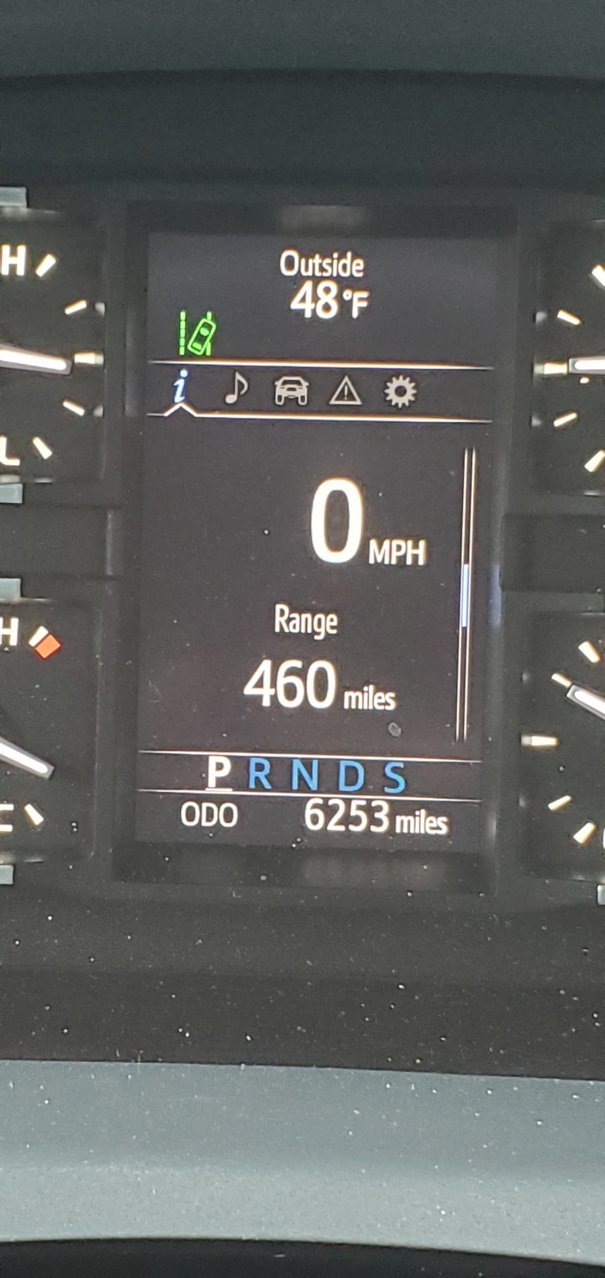 Outside
48°F
i
0 MPH
Range
460 miles
P R N D S
ODO 6253 miles
H
L
H
C